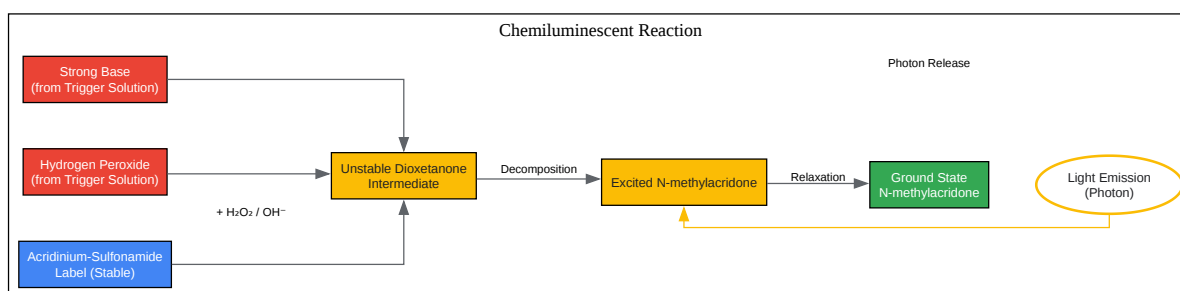 Chemiluminescent Reaction
Strong Base
(from Trigger Solution)
Photon Release
Hydrogen Peroxide
(from Trigger Solution)
Unstable Dioxetanone
Intermediate
Decomposition
Excited N-methylacridone
Relaxation
Ground State
N-methylacridone
Light Emission
(Photon)
+ H₂O₂ / OH⁻
Acridinium-Sulfonamide
Label (Stable)